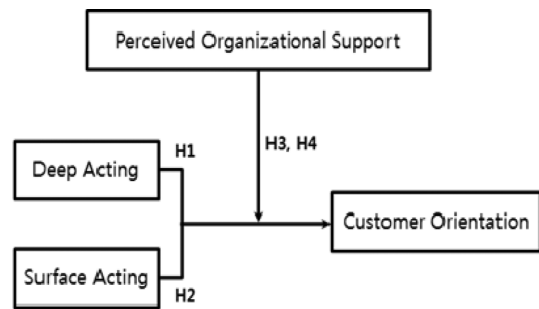 Perceived Organizational Support
H1
H3, H4
Deep Acting
Customer Orientation
Surface Acting
H2